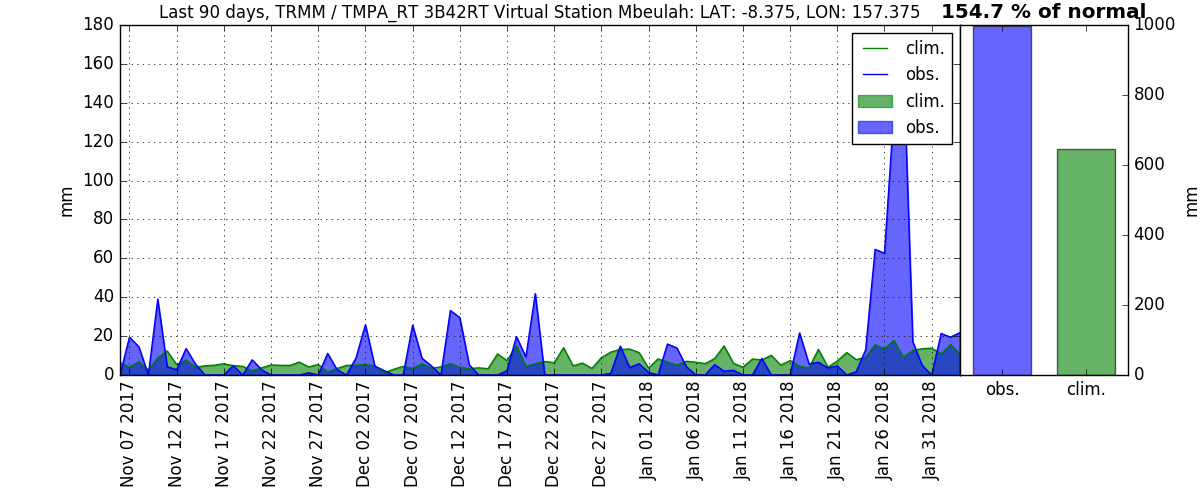 Last 90 days, TRMM / TMPA_RT 3B42RT Virtual Station Mbeulah: LAT: -8.375, LON: 157.375
154.7 % of normal
180
160
140
120
100
80
60
40
20
0
mm
clim.
obs.
clim.
obs.
1000
800
600
400
200
0
mm
Nov 07 2017
Nov 12 2017
Nov 17 2017
Nov 22 2017
Nov 27 2017
Dec 02 2017
Dec 07 2017
Dec 12 2017
Dec 17 2017
Dec 22 2017
Dec 27 2017
Jan 01 2018
Jan 06 2018
Jan 11 2018
Jan 16 2018
Jan 21 2018
Jan 26 2018
Jan 31 2018
obs.
clim.